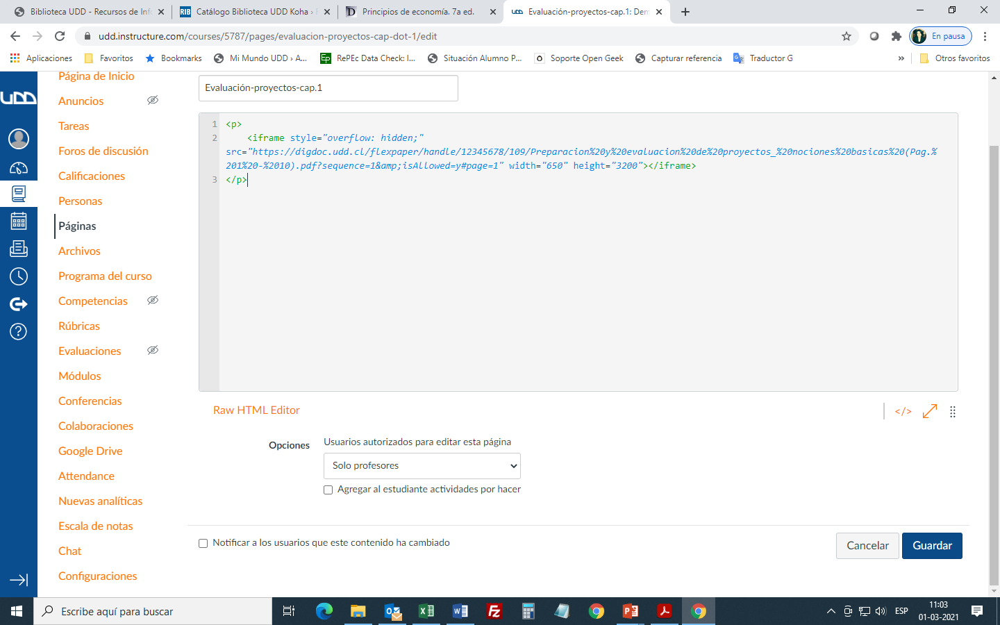 Biblioteca UDD - Recursos de Inf
RIB Catálogo Biblioteca UDD Koha ›
D Principios de economía. 7a ed.
UDD Evaluación-proyectos-cap.1: Dem
udd.instructure.com/courses/5787/pages/evaluacion-proyectos-cap-dot-1/edit
En pausa
Aplicaciones
Favoritos
Bookmarks
Mi Mundo UDD › A...
Ep RePEc Data Check: I...
Situación Alumno P...
Soporte Open Geek
Capturar referencia
Traductor G
»
Otros favoritos
UDD
Página de Inicio
Anuncios
Tareas
Foros de discusión
Calificaciones
Personas
Páginas
Archivos
Programa del curso
Competencias
Rúbricas
Evaluaciones
Módulos
Conferencias
Colaboraciones
Google Drive
Attendance
Nuevas analíticas
Escala de notas
Chat
Configuraciones
Evaluación-proyectos-cap.1
1 <p>
2 <iframe style="overflow: hidden;"
src="https://digdoc.udd.cl/flexpaper/handle/12345678/109/Preparacion%20y%20evaluacion%20de%20proyectos_%20nociones%20basicas%20(Pag.%
201%20-%2010).pdf?sequence=1&amp;isAllowed=y#page=1" width="650" height="3200"></iframe>
3 </p>
Raw HTML Editor
</>
Opciones
Usuarios autorizados para editar esta página
Solo profesores
Agregar al estudiante actividades por hacer
Notificar a los usuarios que este contenido ha cambiado
Cancelar
Guardar
Escribe aquí para buscar
ESP
11:03
01-03-2021